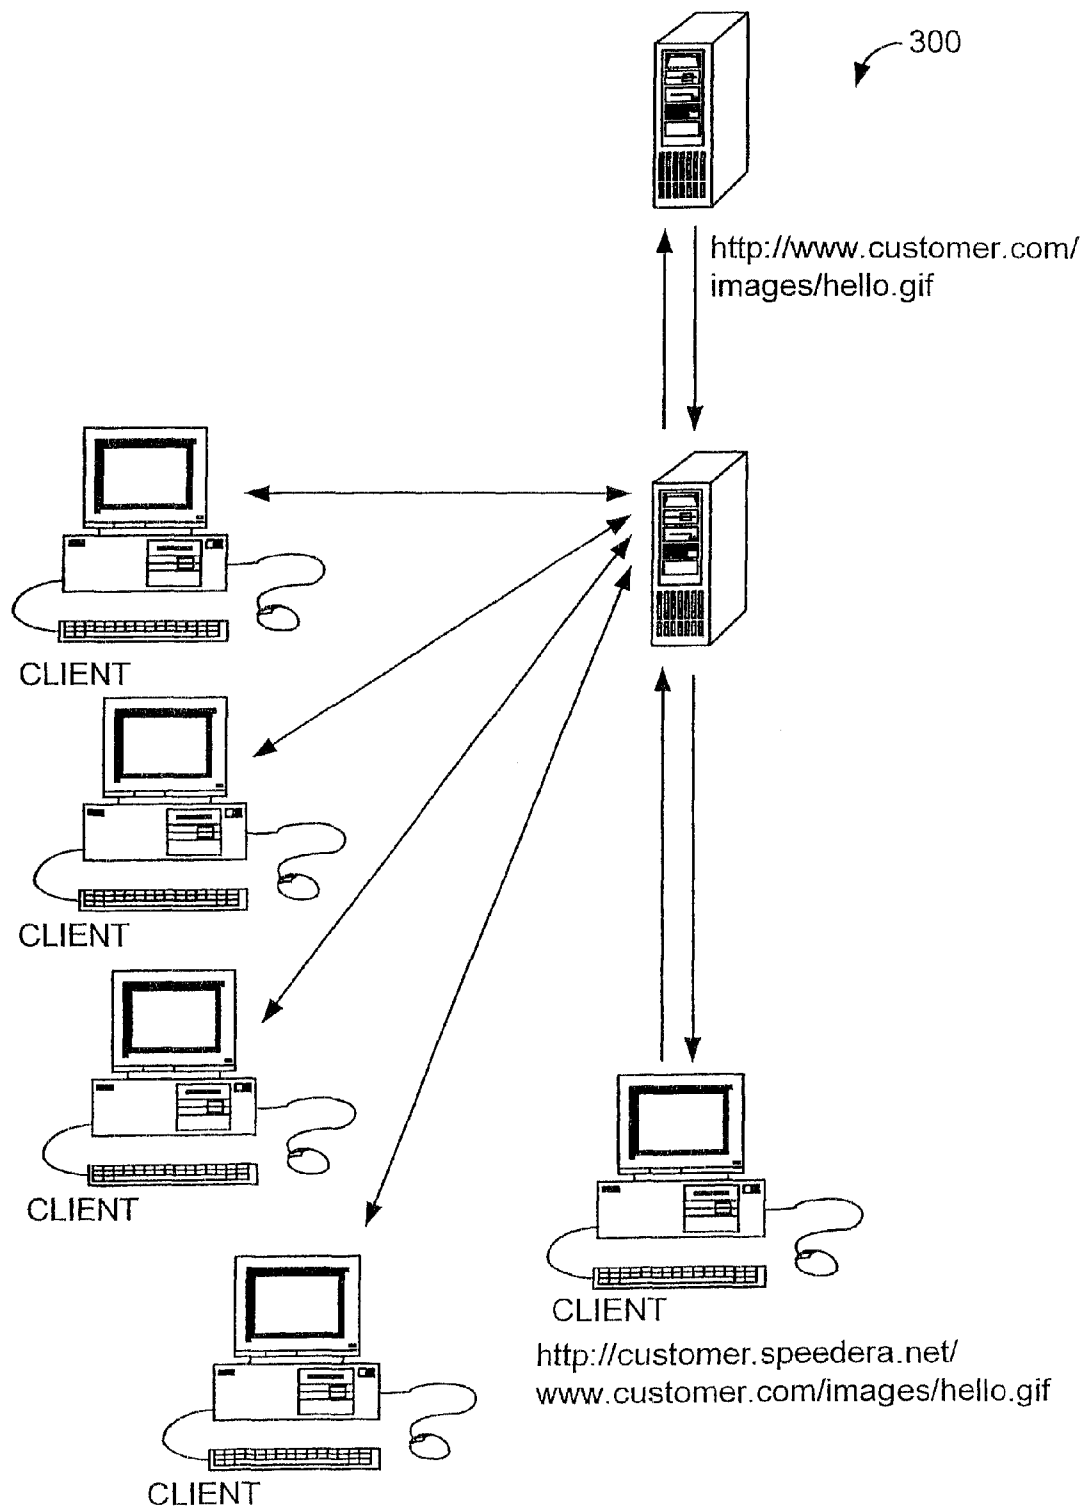 300
http://www.customer.com/
images/hello.gif
CLIENT
CLIENT
CLIENT
CLIENT
http://customer.speedera.net/
www.customer.com/images/hello.gif
CLIENT